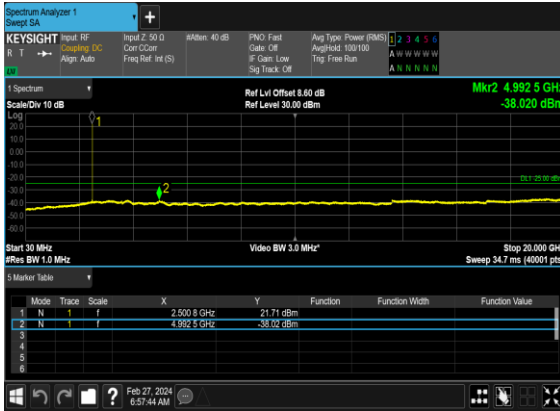 Spectrum Analyzer 1
Swept SA
+
KEYSIGHT Input: RF Input Z: 50 Ω #Atten: 40 dB PNO: Fast Avg Type: Power (RMS) 1 2 3 4 5 6
R T Coupling: DC Corr CCorr Gate: Off Avg|Hold: 100/100 A W W W W W
Align: Auto Freq Ref: Int (S) IF Gain: Low Trig: Free Run
Sig Track: Off A N N N N N
1 Spectrum Ref Lvl Offset 8.60 dB Mkr2 4.992 5 GHz
Scale/Div 10 dB Ref Level 30.00 dBm -38.020 dBm
Log
1
20.0
10.0
0.00
-10.0
-20.0 DL1 -25.00 dBm
-30.0 2
-40.0
-50.0
-60.0
Start 30 MHz Video BW 3.0 MHz* Stop 20.000 GH
#Res BW 1.0 MHz Sweep 34.7 ms (40001 pts
5 Marker Table
Mode Trace Scale X Y Function Function Width Function Value
1 N 1 f 2.500 8 GHz 21.71 dBm
2 N 1 f 4.992 5 GHz -38.02 dBm
3
4
5
6
? Feb 27, 2024
6:57:44 AM